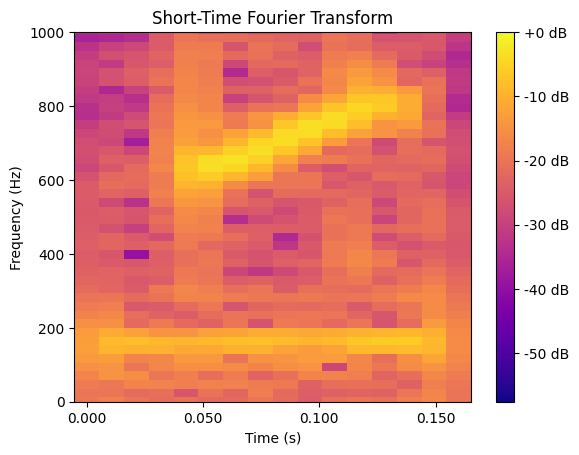 Short-Time Fourier Transform
1000
800
600
400
200
0
Frequency (Hz)
0.000
0.050
0.100
0.150
Time (s)
+0 dB
-10 dB
-20 dB
-30 dB
-40 dB
-50 dB